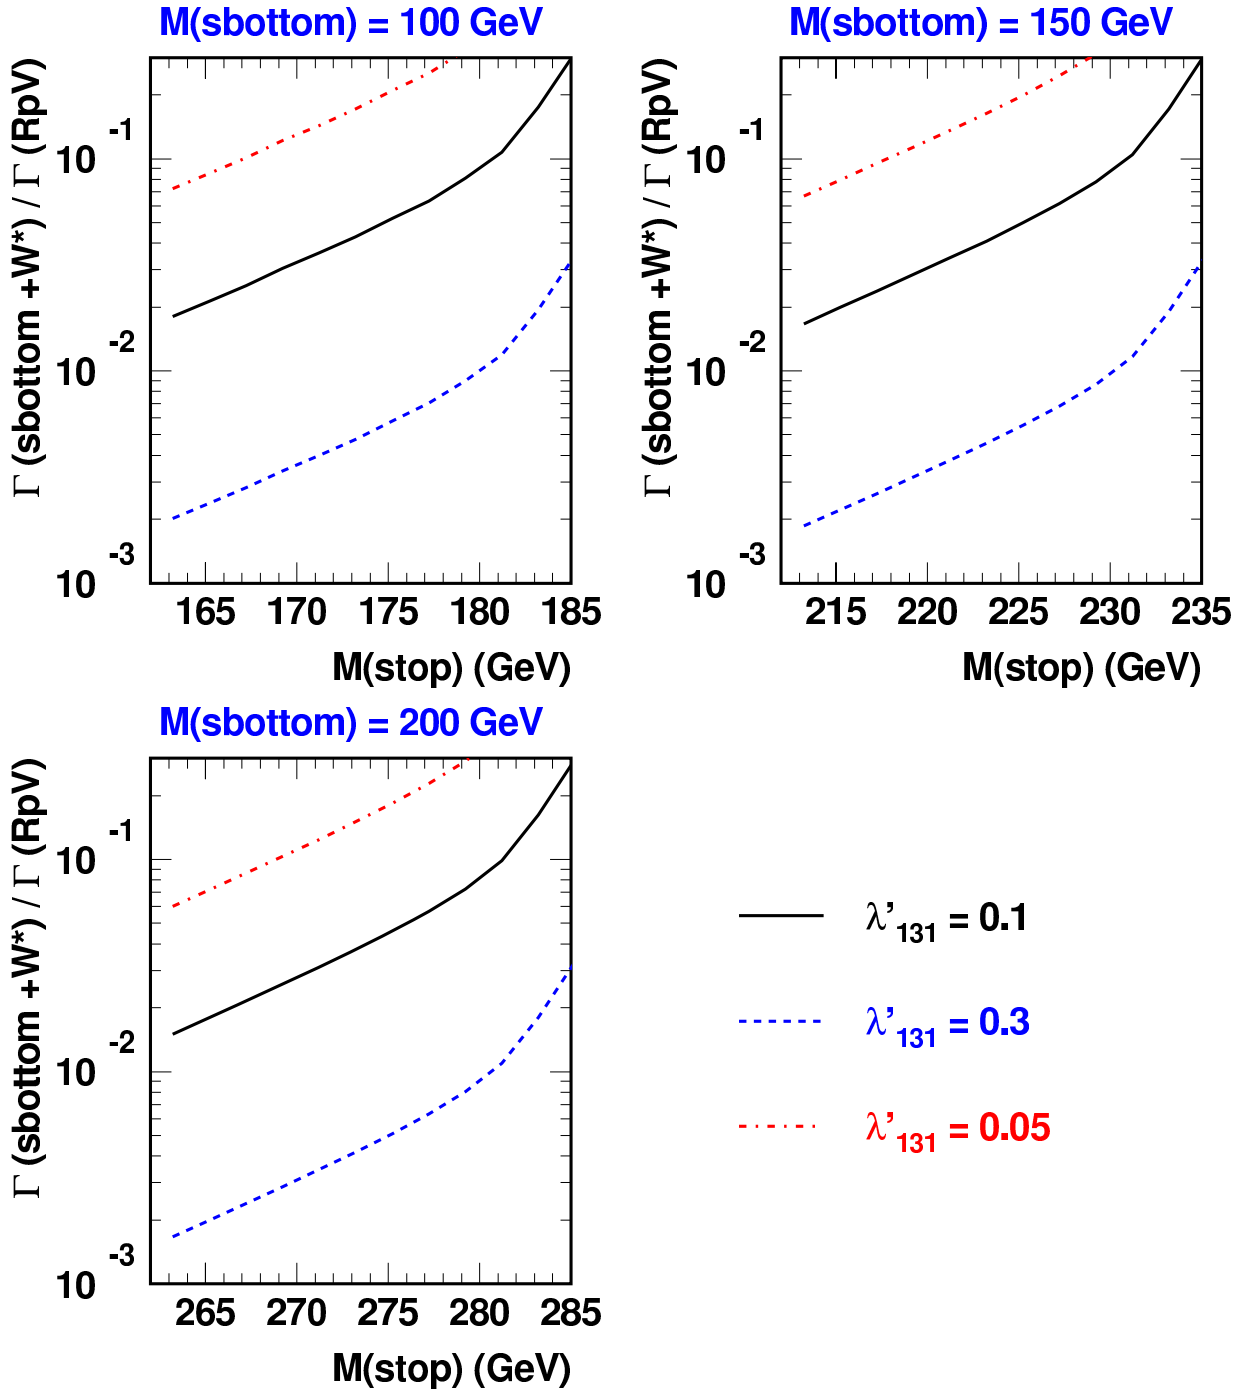 M(sbottom) = 100 GeV
Γ (sbottom +W*) / Γ (RpV)
10 -1
10 -2
10 -3
165 170 175 180 185
M(stop) (GeV)
M(sbottom) = 150 GeV
Γ (sbottom +W*) / Γ (RpV)
10 -1
10 -2
10 -3
215 220 225 230 235
M(stop) (GeV)
M(sbottom) = 200 GeV
Γ (sbottom +W*) / Γ (RpV)
10 -1
10 -2
10 -3
265 270 275 280 285
M(stop) (GeV)
λ’131 = 0.1
λ’131 = 0.3
λ’131 = 0.05